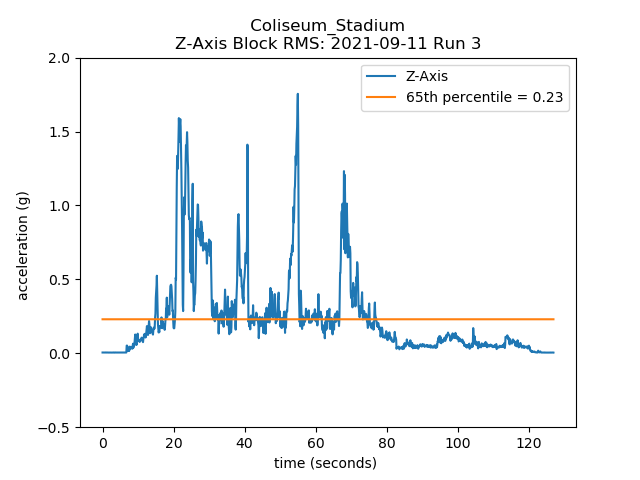 Coliseum_Stadium
Z-Axis Block RMS: 2021-09-11 Run 3
Z-Axis
65th percentile = 0.23
acceleration (g)
2.0
1.5
1.0
0.5
0.0
−0.5
0 20 40 60 80 100 120
time (seconds)